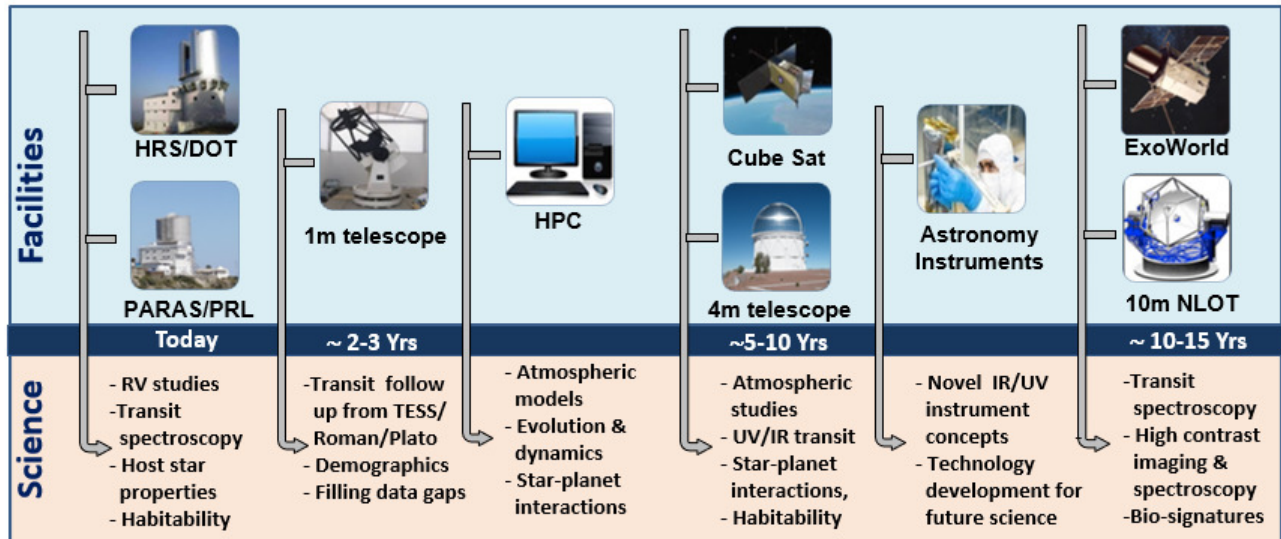 Facilities
HRS/DOT
PARAS/PRL
1m telescope
HPC
Cube Sat
4m telescope
Astronomy
Instruments
ExoWorld
10m NLOT
Today
~ 2-3 Yrs
~5-10 Yrs
~ 10-15 Yrs
Science
- RV studies
-Transit
spectroscopy
- Host star
properties
- Habitability
-Transit follow
up from TESS/
Roman/Plato
- Demographics
- Filling data gaps
- Atmospheric
models
- Evolution &
dynamics
- Star-planet
interactions
- Atmospheric
studies
- UV/IR transit
- Star-planet
interactions,
- Habitability
- Novel IR/UV
instrument
concepts
- Technology
development for
future science
-Transit
spectroscopy
- High contrast
imaging &
spectroscopy
-Bio-signatures